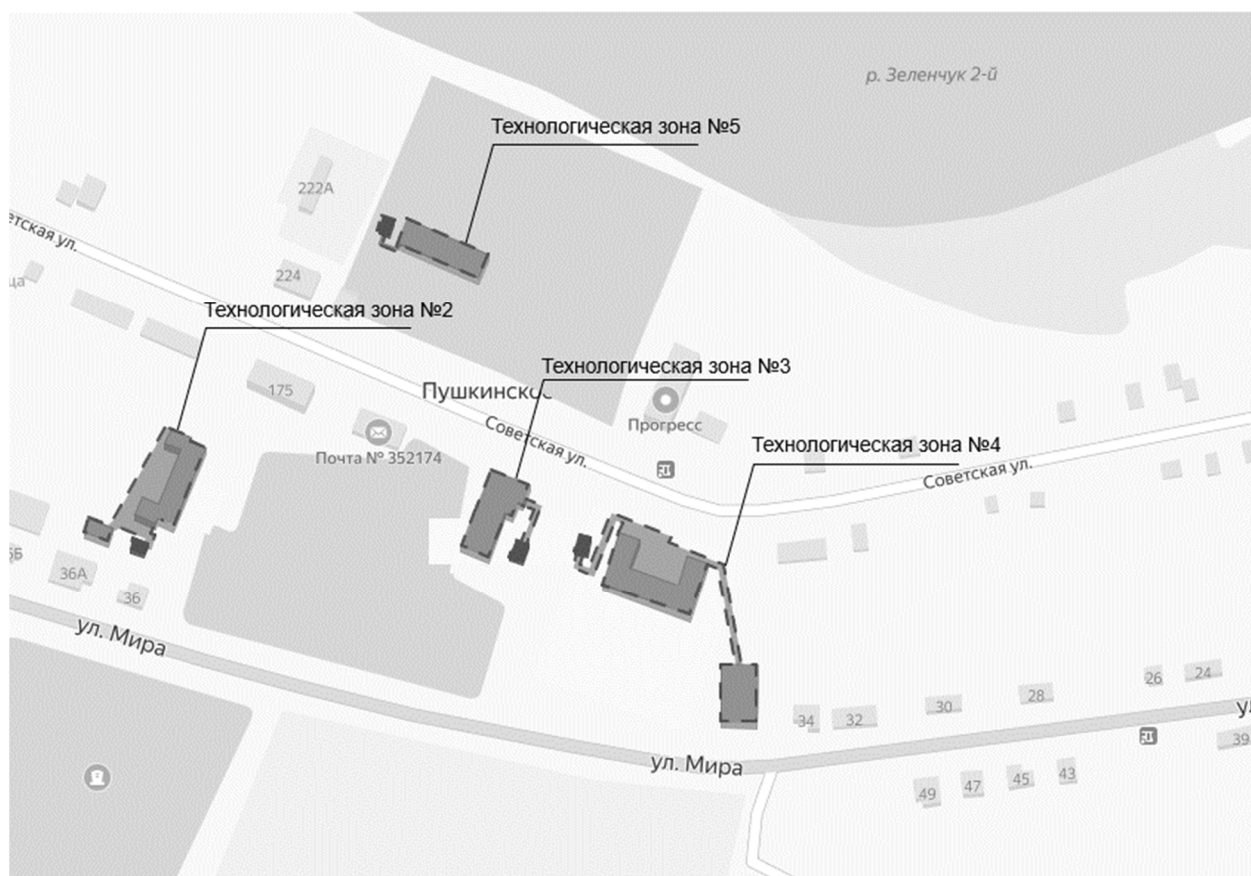 р. Зеленчук 2-й
Технологическая зона №5
222А
етская ул.
224
ца
Технологическая зона №2
Технологическая зона №3
175
Пушкинское
Прогресс
Советская ул.
Почта № 352174
Технологическая зона №4
Советская ул.
6Б
36А
36
ул. Мира
26
24
28
30
34
32
ул. Мира
39
43
45
47
49